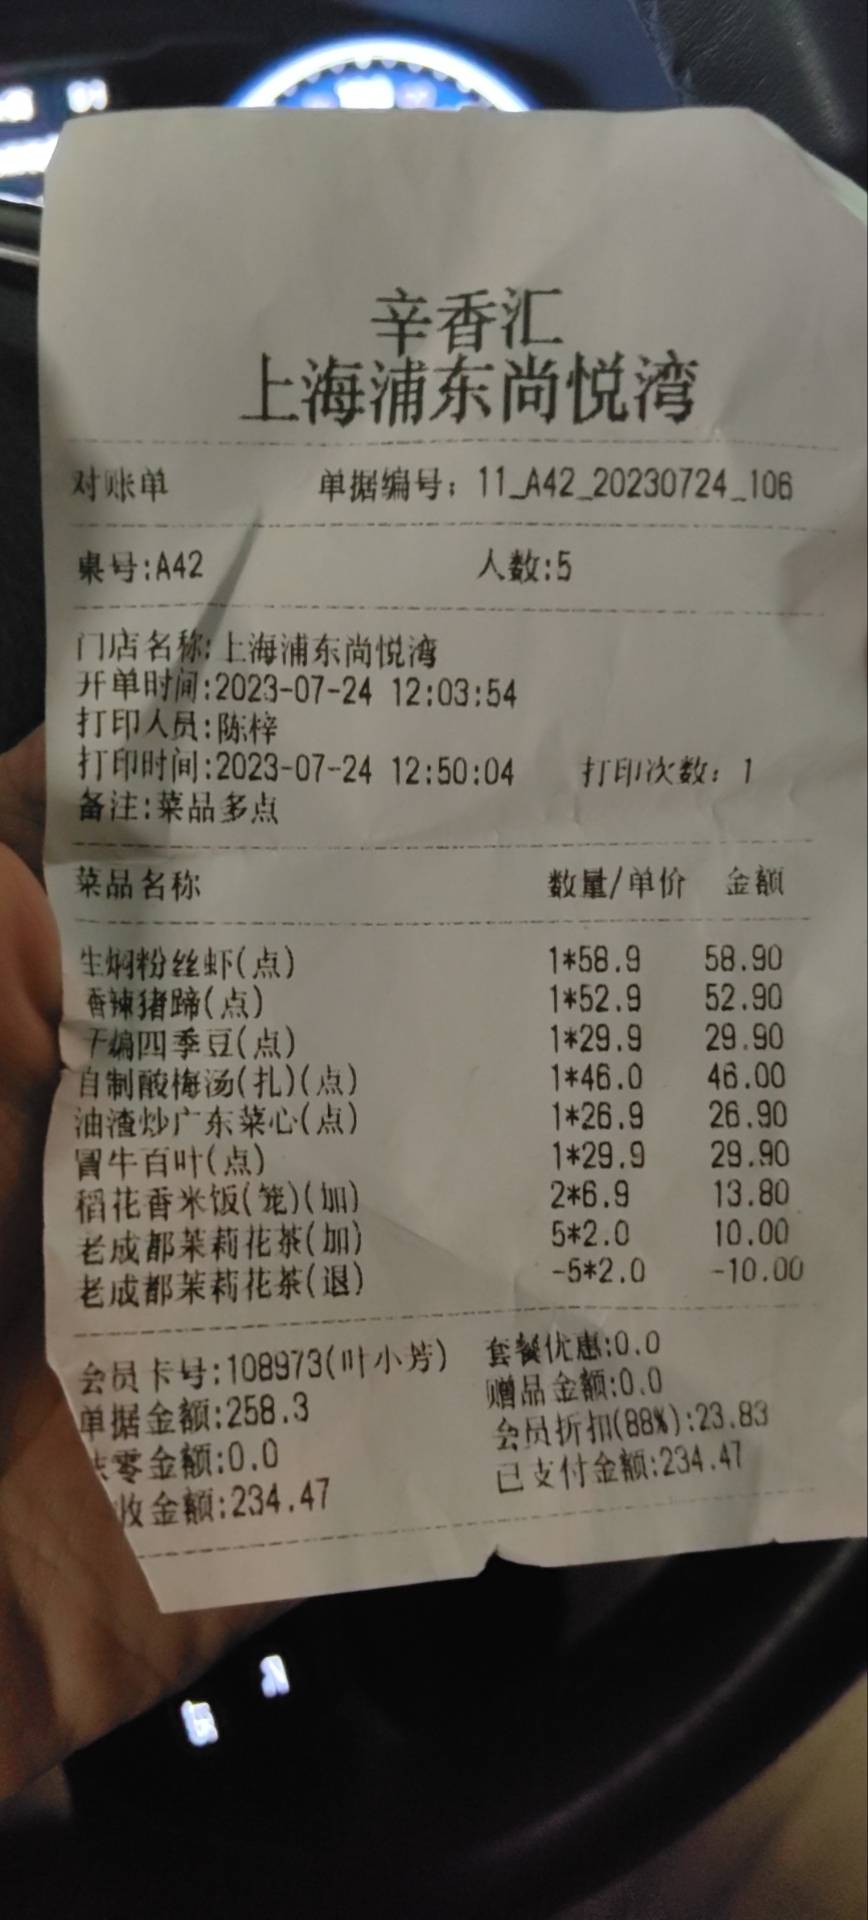 辛香汇
上海浦东尚悦湾
对账单 单据编号：11_A42_20230724_106
桌号:A42 人数:5
门店名称:上海浦东尚悦湾
开单时间:2023-07-24 12:03:54
打印人员:陈梓
打印时间:2023-07-24 12:50:04 打印次数：1
备注:菜品多点
菜品名称 数量/单价 金额
生焖粉丝虾(点) 1*58.9 58.90
香辣猪蹄(点) 1*52.9 52.90
干煸四季豆(点) 1*29.9 29.90
自制酸梅汤(扎)(点) 1*46.0 46.00
油渣炒广东菜心(点) 1*26.9 26.90
冒牛百叶(点) 1*29.9 29.90
稻花香米饭(笼)(加) 2*6.9 13.80
老成都茉莉花茶(加) 5*2.0 10.00
老成都茉莉花茶(退) -5*2.0 -10.00
会员卡号:108973(叶小芳) 套餐优惠:0.0
单据金额:258.3 赠品金额:0.0
零金额:0.0 会员折扣(88%):23.83
收金额:234.47 已支付金额:234.47